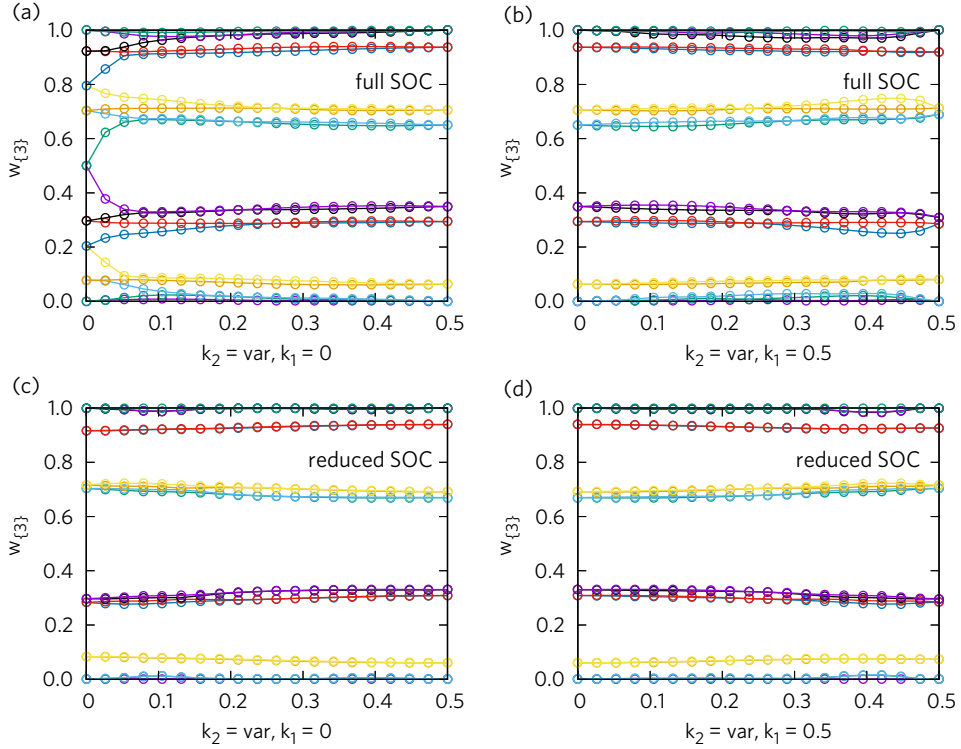 (a)
(b)
1.0
0.8
0.6
0.4
0.2
0.0
w{3}
full SOC
0 0.1 0.2 0.3 0.4 0.5
k2 = var, k1 = 0
1.0
0.8
0.6
0.4
0.2
0.0
w{3}
full SOC
0 0.1 0.2 0.3 0.4 0.5
k2 = var, k1 = 0.5
(c)
(d)
1.0
0.8
0.6
0.4
0.2
0.0
w{3}
reduced SOC
0 0.1 0.2 0.3 0.4 0.5
k2 = var, k1 = 0
1.0
0.8
0.6
0.4
0.2
0.0
w{3}
reduced SOC
0 0.1 0.2 0.3 0.4 0.5
k2 = var, k1 = 0.5